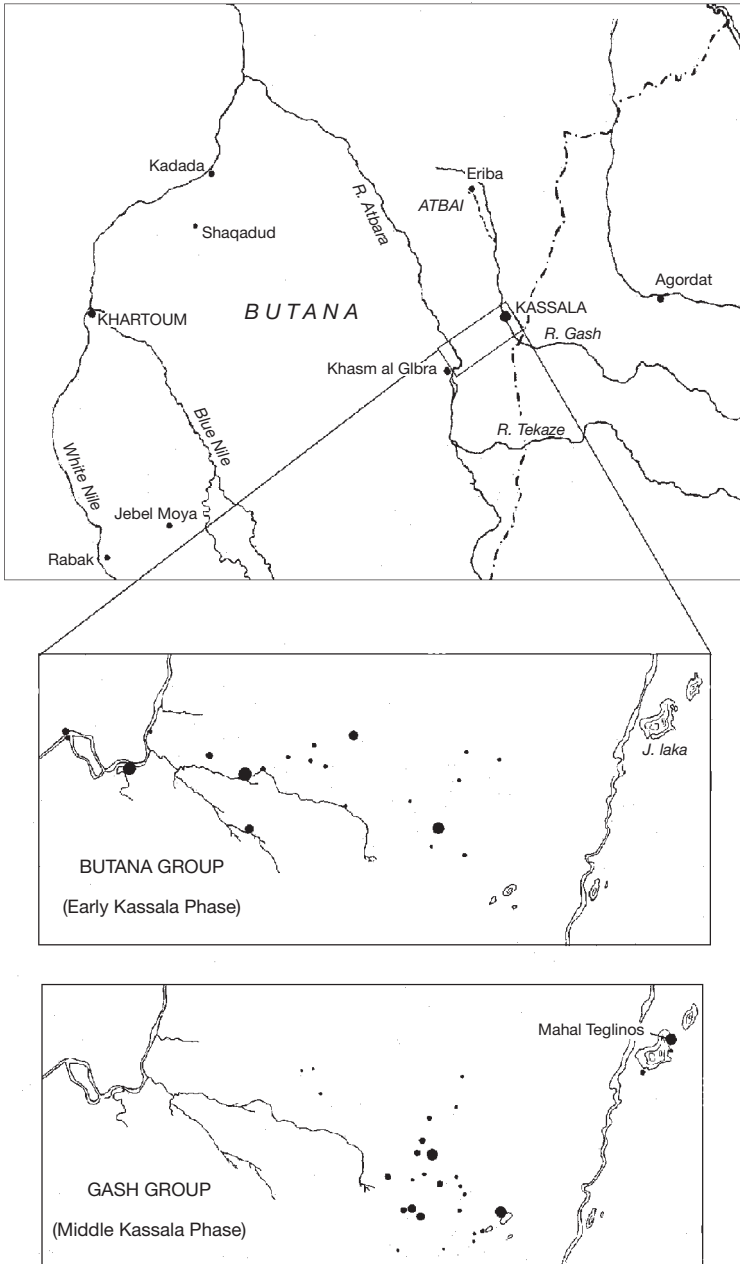 Kadada
Eriba
R. Atbara
ATBAI
Shaqadud
Agordat
KHARTOUM
BUTANA
KASSALA
R. Gash
Khasm al Glbra
Blue Nile
R. Tekaze
White Nile
Jebel Moya
Rabak
J. laka
BUTANA GROUP
(Early Kassala Phase)
Mahal Teglinos
GASH GROUP
(Middle Kassala Phase)